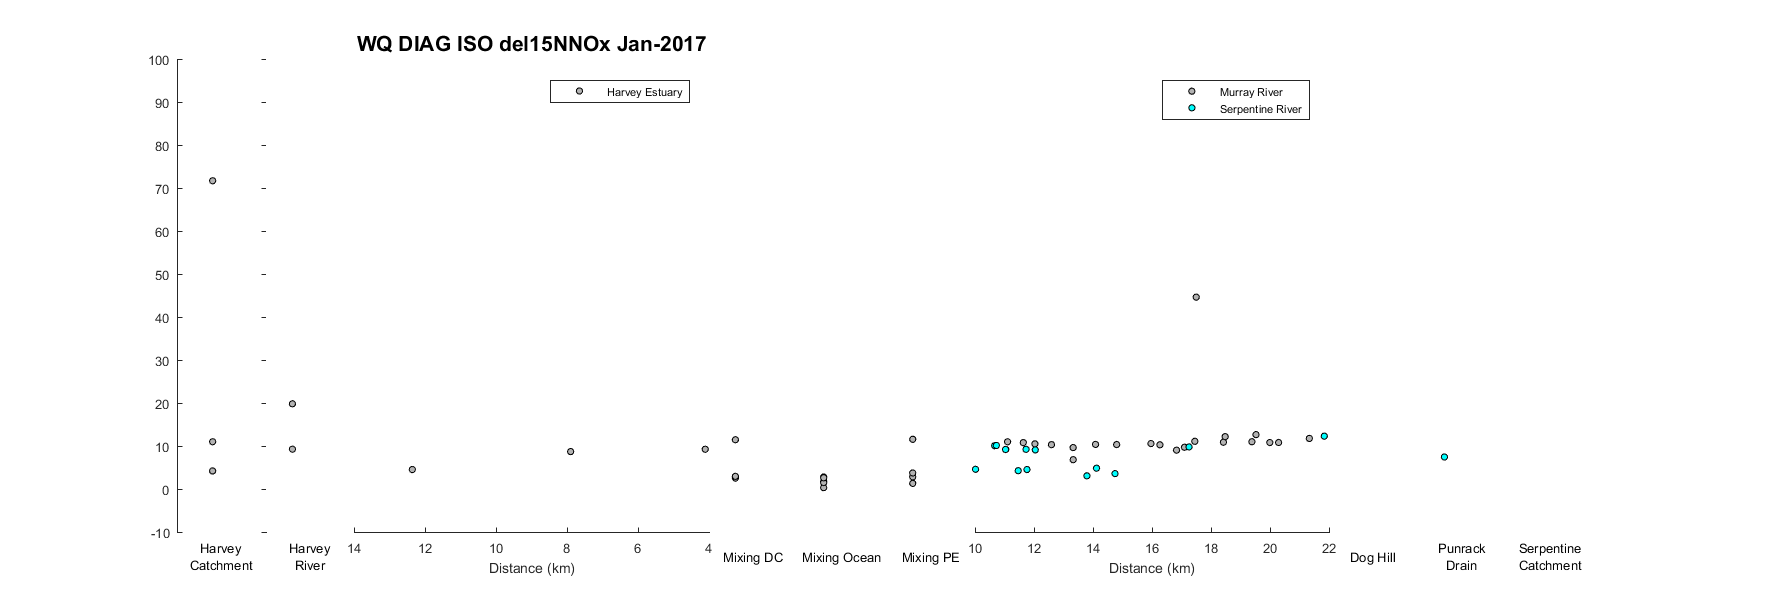 WQ DIAG ISO del15NNOx Jan-2017
100
90
80
70
60
50
40
30
20
10
0
-10
Harvey Estuary
Murray River
Serpentine River
Harvey
Catchment
Harvey
River
14 12 10 8 6 4
Distance (km)
Mixing DC
Mixing Ocean
Mixing PE
10 12 14 16 18 20 22
Distance (km)
Dog Hill
Punrack
Drain
Serpentine
Catchment